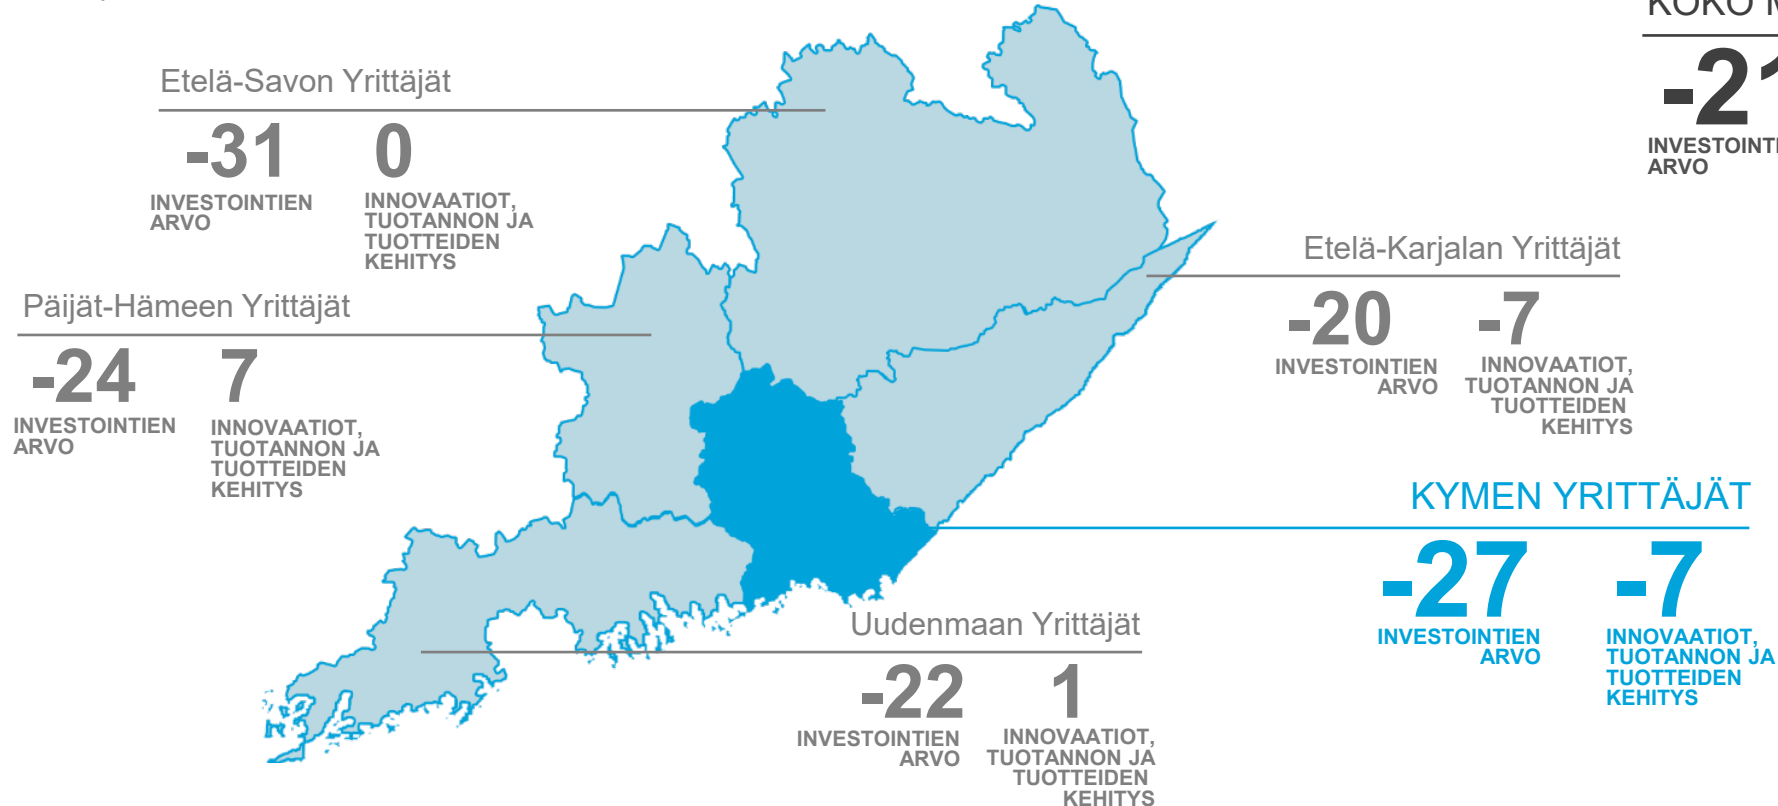 Etelä-Savon Yrittäjät
-31
INVESTOINTIEN
ARVO
0
INNOVAATIOT,
TUOTANNON JA
TUOTTEIDEN
KEHITYS
KOKO
-21
ARVO
Etelä-Karjalan Yrittäjät
-20
INVESTOINTIEN
ARVO
-7
INNOVAATIOT,
TUOTANNON JA
TUOTTEIDEN
KEHITYS
Päijät-Hämeen Yrittäjät
-24
INVESTOINTIEN
ARVO
7
INNOVAATIOT,
TUOTANNON JA
TUOTTEIDEN
KEHITYS
KYMEN YRITTÄJÄT
-27
INVESTOINTIEN
ARVO
-7
INNOVAATIOT,
TUOTANNON JA
TUOTTEIDEN
KEHITYS
Uudenmaan Yrittäjät
-22
INVESTOINTIEN
ARVO
1
INNOVAATIOT,
TUOTANNON JA
TUOTTEIDEN
KEHITYS